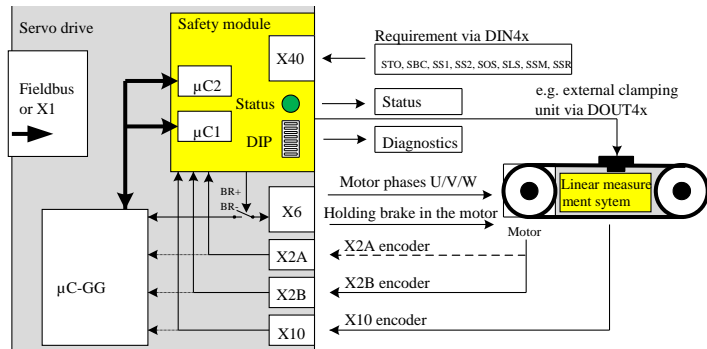 Servo drive
Safety module
X40
Requirement via DIN4x
STO, SBC, SS1, SS2, SOS, SLS, SSM, SSR
Fieldbus
or X1
µC2
Status
Status
e.g. external clamping
unit via DOUT4x
µC1
DIP
Diagnostics
BR+
BR-
X6
Motor phases U/V/W
Holding brake in the motor
Linear measure
ment sytem
Motor
µC-GG
X2A
X2A encoder
X2B
X2B encoder
X10
X10 encoder